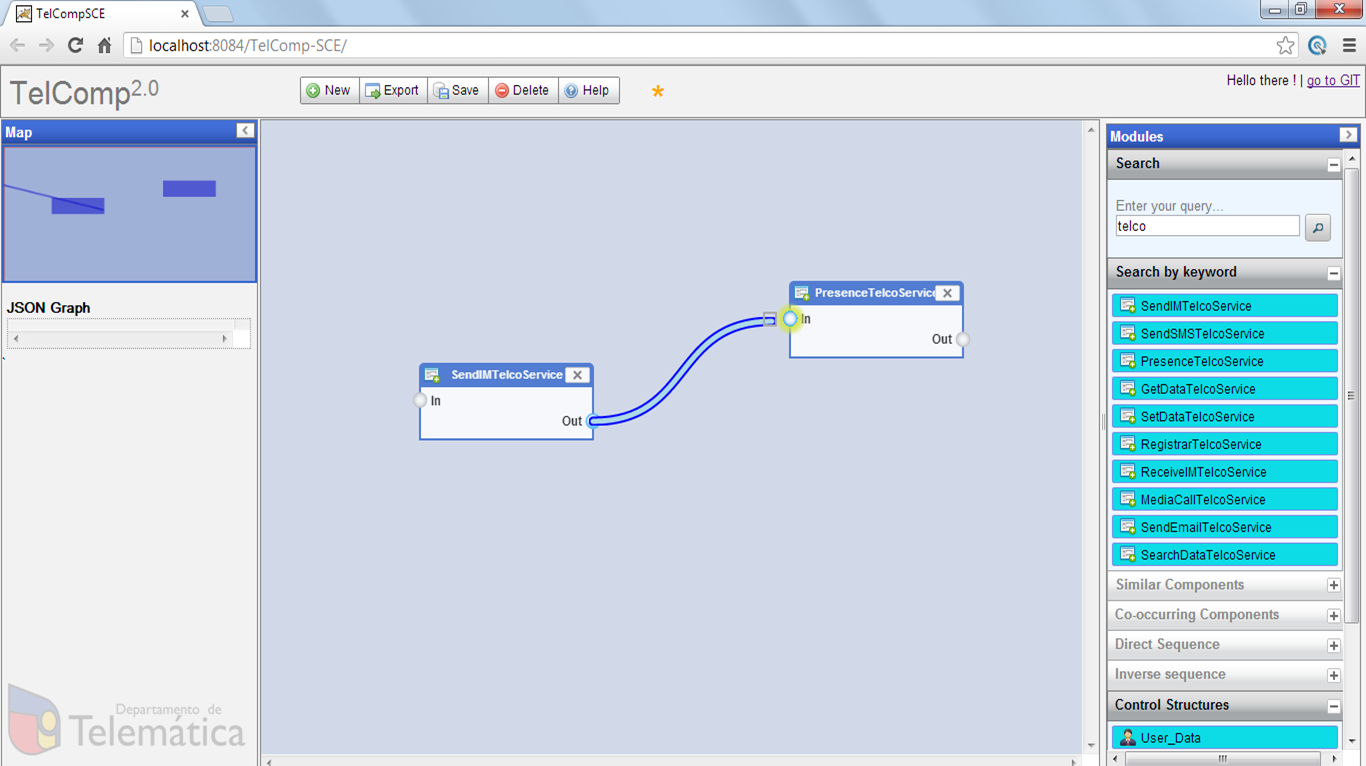 TelCompSCE
localhost:8084/TelComp-SCE/
TelComp2.0
New
Export
Save
Delete
Help
*
Hello there ! | go to GIT
Map
JSON Graph
SendIMTelcoService
In
Out
PresenceTelcoService
In
Out
Modules
Search
Enter your query...
telco
Search by keyword
SendIMTelcoService
SendSMSTelcoService
PresenceTelcoService
GetDataTelcoService
SetDataTelcoService
RegistrarTelcoService
ReceiveIMTelcoService
MediaCallTelcoService
SendEmailTelcoService
SearchDataTelcoService
Similar Components
Co-occurring Components
Direct Sequence
Inverse sequence
Control Structures
User_Data
Departamento de
Telemática